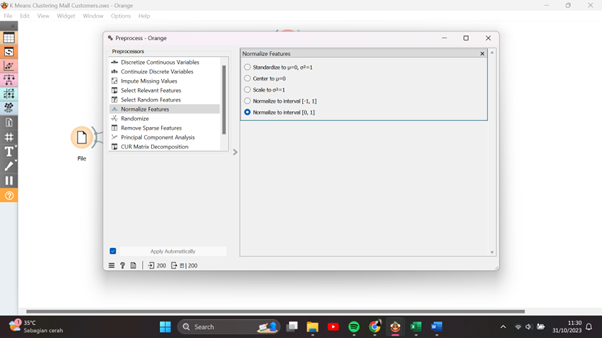 K Means Clustering Mall Customers.ows - Orange
File Edit View Widget Window Options Help
Preprocess - Orange
Preprocessors
Discretize Continuous Variables
Continuize Discrete Variables
Impute Missing Values
Select Relevant Features
Select Random Features
Normalize Features
Randomize
Remove Sparse Features
Principal Component Analysis
CUR Matrix Decomposition
Normalize Features
Standardize to μ=0, σ²=1
Center to μ=0
Scale to σ²=1
Normalize to interval [-1, 1]
Normalize to interval [0, 1]
File
Apply Automatically
200
200
35°C
Sebagian cerah
Search
11:30
31/10/2023